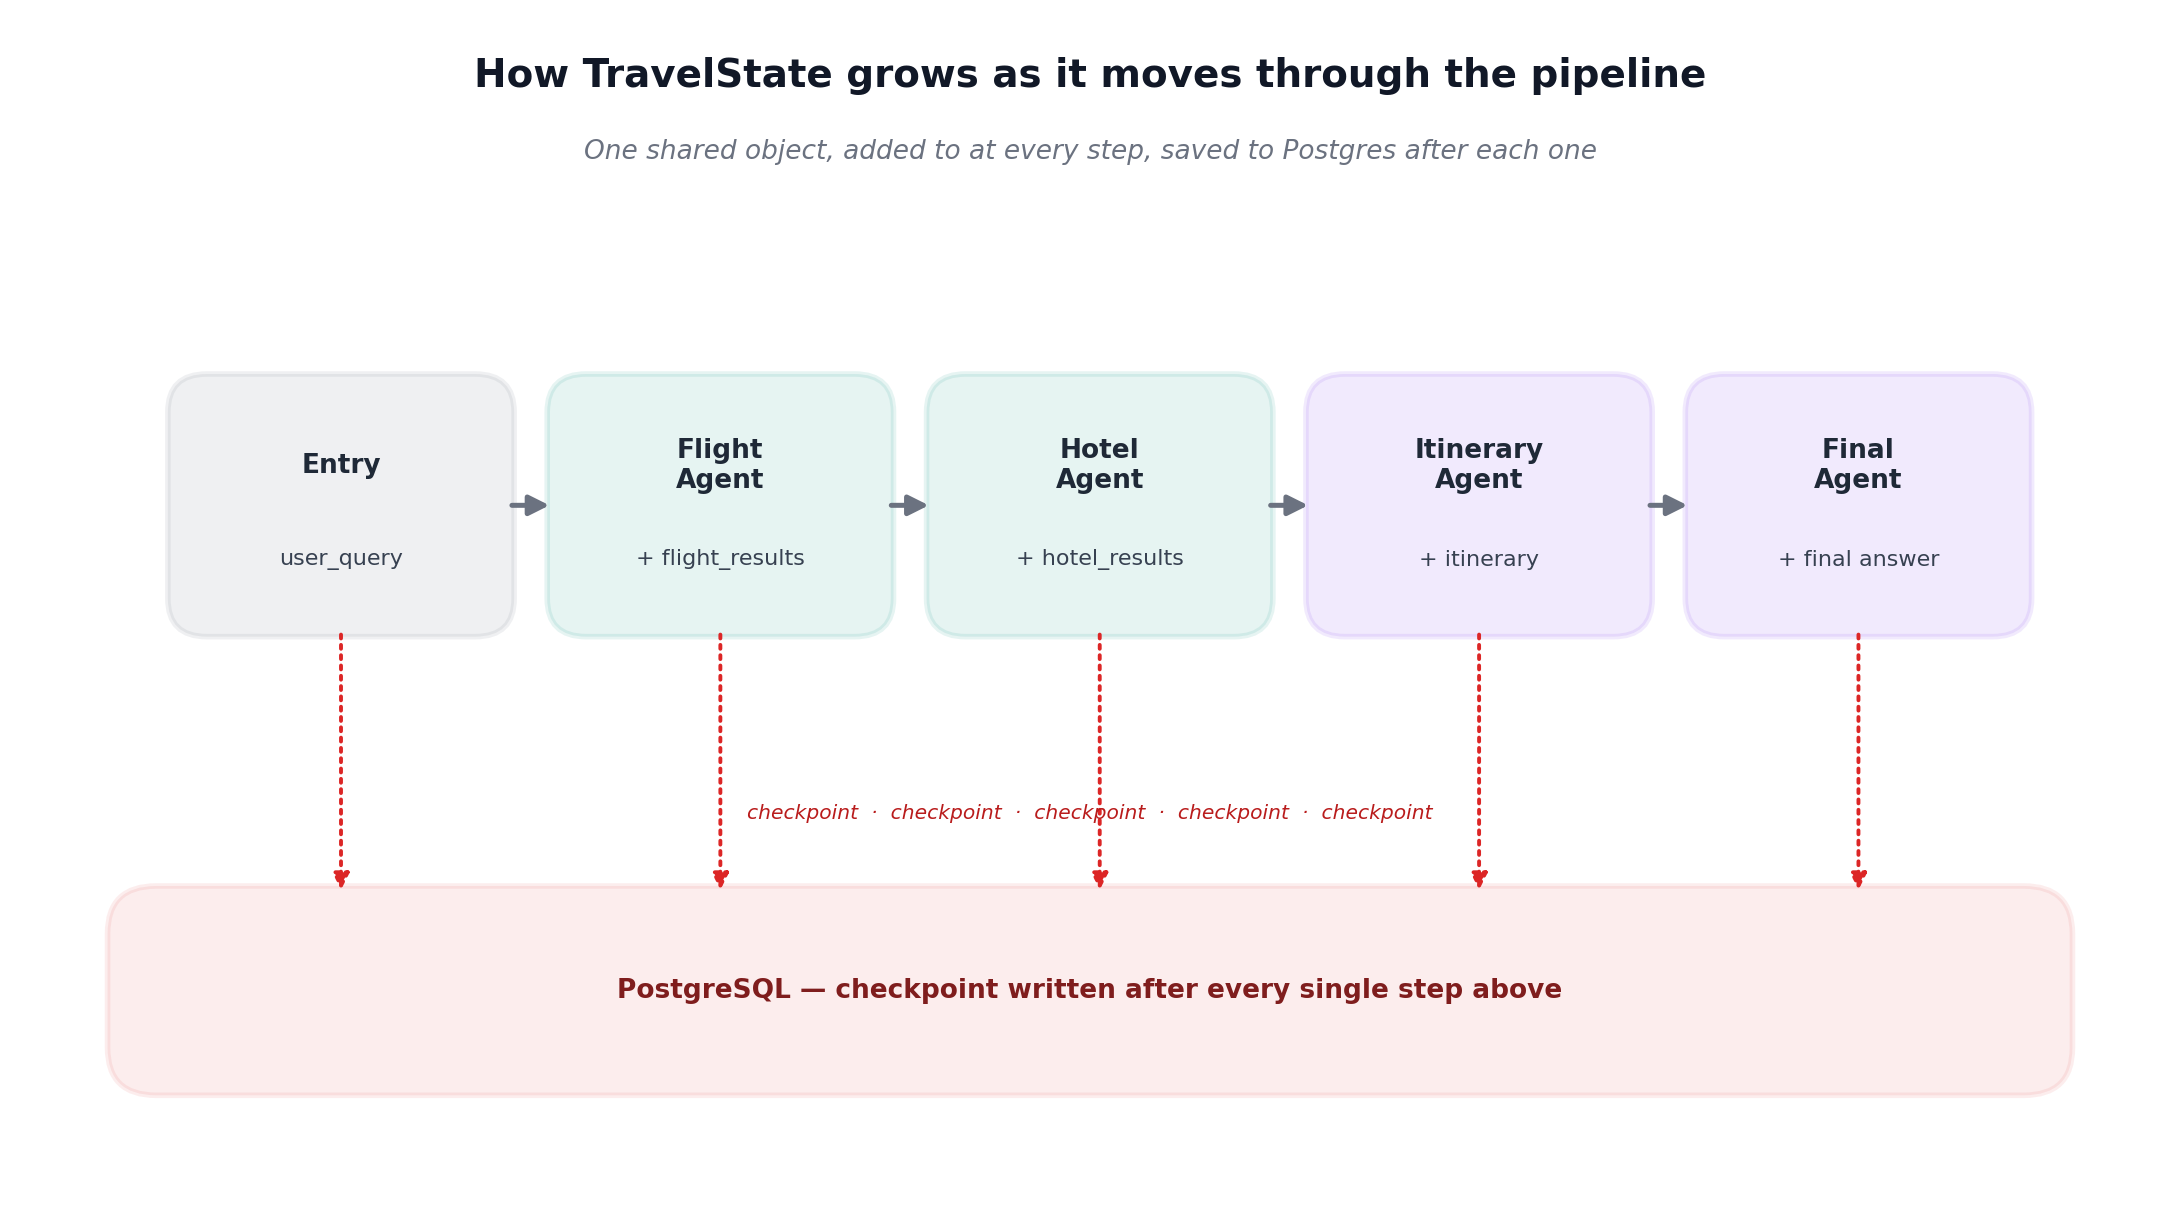 How TravelState grows as it moves through the pipeline
One shared object, added to at every step, saved to Postgres after each one
Entry
user_query
Flight
Agent
+ flight_results
Hotel
Agent
+ hotel_results
Itinerary
Agent
+ itinerary
Final
Agent
+ final answer
checkpoint · checkpoint · checkpoint · checkpoint · checkpoint
PostgreSQL — checkpoint written after every single step above